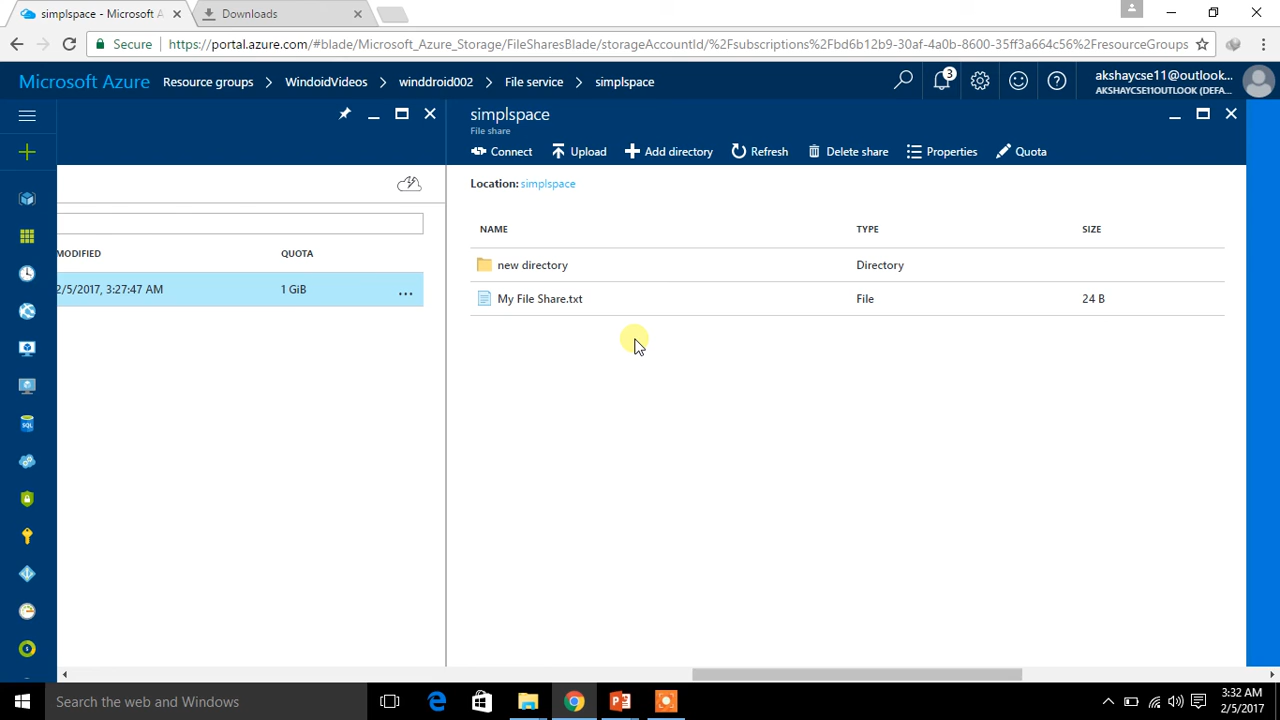 simplspace - Microsoft A
Downloads
Secure
https://portal.azure.com/#blade/Microsoft_Azure_Storage/FileSharesBlade/storageAccountId/%2Fsubscriptions%2Fbd6b12b9-30af-4a0b-8600-35ff3a664c56%2FresourceGroups
Microsoft Azure Resource groups > WindoidVideos > winddroid002 > File service > simplspace
3
akshaycse11@outlook...
AKSHAYCSE11OUTLOOK (DEFA...
simplspace
File share
Connect Upload Add directory Refresh Delete share Properties Quota
Location: simplspace
MODIFIED QUOTA
2/5/2017, 3:27:47 AM 1 GiB ...
NAME TYPE SIZE
new directory Directory
My File Share.txt File 24 B
SQL
Search the web and Windows
3:32 AM
2/5/2017